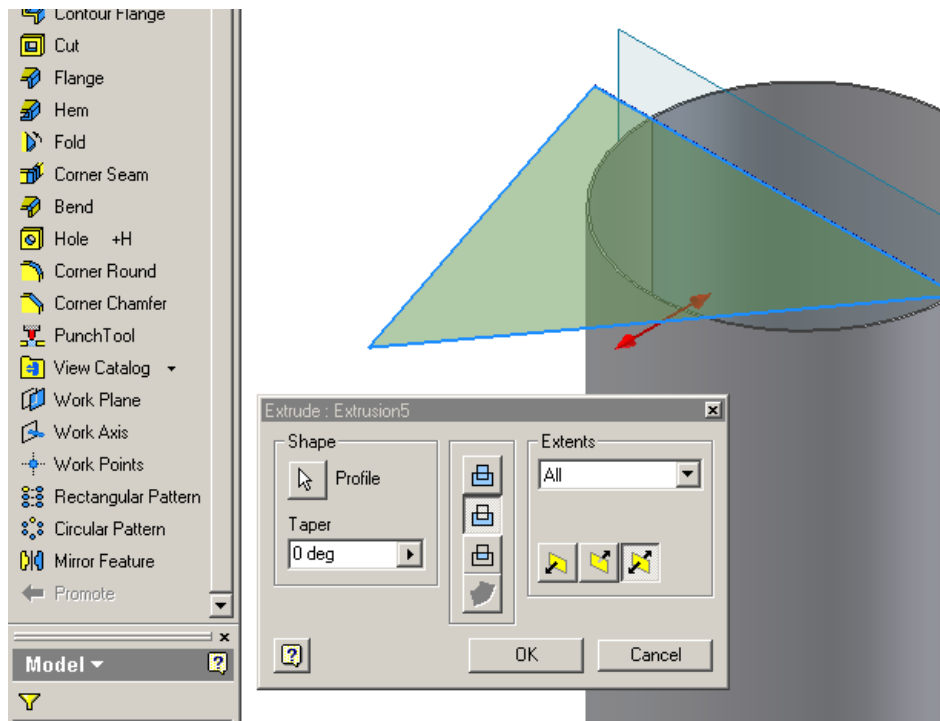 Contour Flange
Cut
Flange
Hem
Fold
Corner Seam
Bend
Hole +H
Corner Round
Corner Chamfer
PunchTool
View Catalog
Work Plane
Work Axis
Work Points
Rectangular Pattern
Circular Pattern
Mirror Feature
Promote
Model
Extrude : Extrusion5
Shape
Profile
Taper
0 deg
Extents
All
OK
Cancel